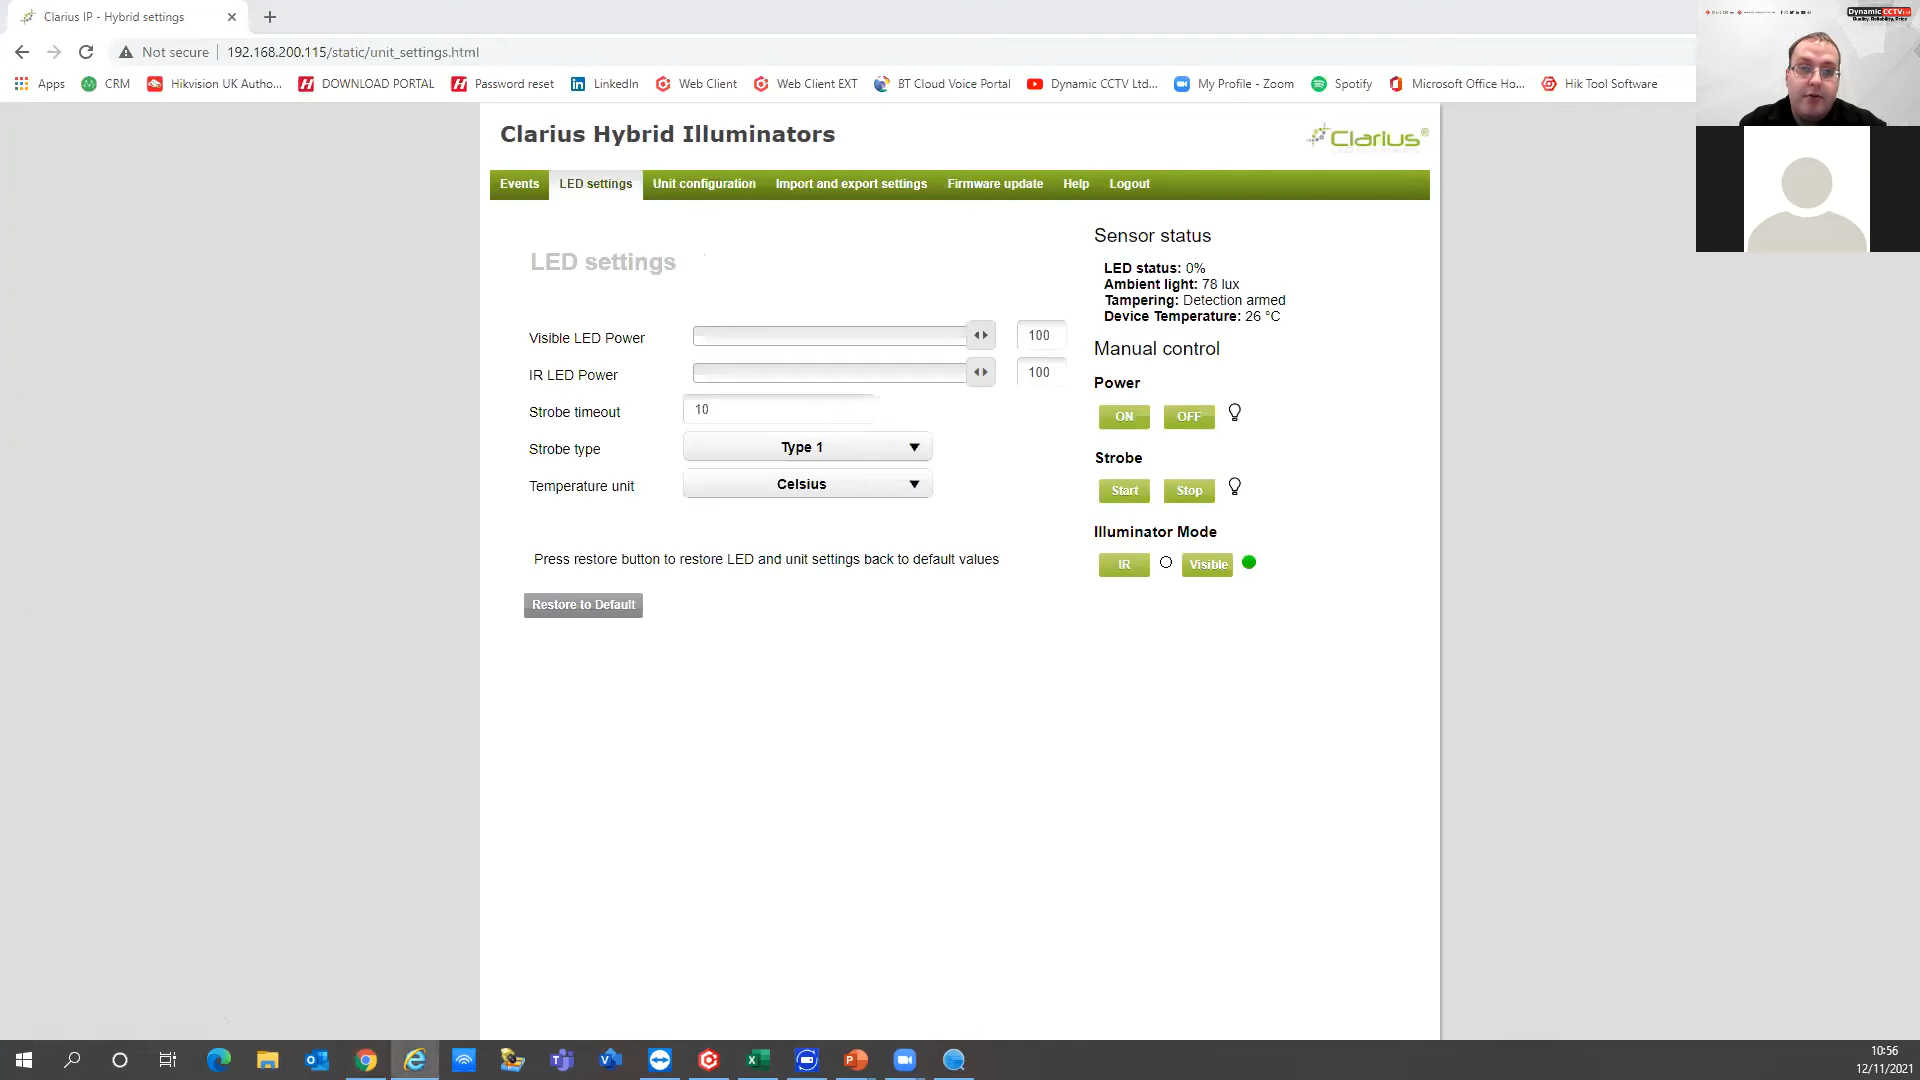 Clarius IP - Hybrid settings
Not secure
192.168.200.115/static/unit_settings.html
Apps
CRM
Hikvision UK Autho...
DOWNLOAD PORTAL
Password reset
LinkedIn
Web Client
Web Client EXT
BT Cloud Voice Portal
Dynamic CCTV Ltd...
My Profile - Zoom
Spotify
Microsoft Office Ho...
Hik Tool Software
Dynamic CCTV Ltd
Quality, Reliability, Price
Clarius Hybrid Illuminators
Clarius®
Events
LED settings
Unit configuration
Import and export settings
Firmware update
Help
Logout
LED settings
Visible LED Power
100
IR LED Power
100
Strobe timeout
10
Strobe type
Type 1
Temperature unit
Celsius
Press restore button to restore LED and unit settings back to default values
Restore to Default
Sensor status
LED status: 0%
Ambient light: 78 lux
Tampering: Detection armed
Device Temperature: 26 °C
Manual control
Power
ON
OFF
Strobe
Start
Stop
Illuminator Mode
IR
Visible
10:56
12/11/2021